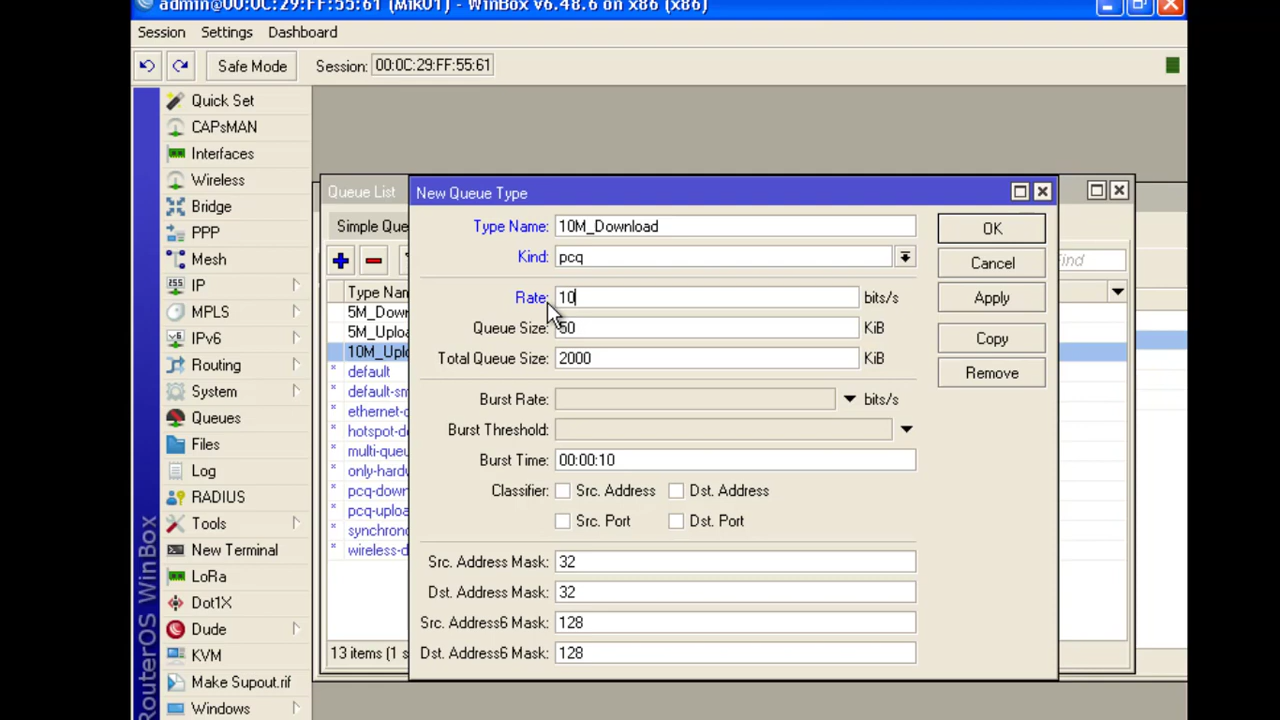 admin@00:0C:29:FF:55:61 (Mik01) - WinBox v6.48.6 on x86 (x86)
Session Settings Dashboard
Safe Mode Session: 00:0C:29:FF:55:61
Quick Set
CAPsMAN
Interfaces
Wireless
Bridge
PPP
Mesh
IP
MPLS
IPv6
Routing
System
Queues
Files
Log
RADIUS
Tools
New Terminal
LoRa
Dot1X
Dude
KVM
Make Supout.rif
Windows
RouterOS WinBox
Queue List
Simple Que
Find
Type Nam
5M_Down
5M_Uploa
10M_Uplo
default
default-sm
ethernet-d
hotspot-de
multi-queu
only-hardw
pcq-down
pcq-uploa
synchrono
wireless-d
13 items (1 s
New Queue Type
Type Name: 10M_Download
Kind: pcq
Rate: 10 bits/s
Queue Size: 50 KiB
Total Queue Size: 2000 KiB
Burst Rate: bits/s
Burst Threshold:
Burst Time: 00:00:10
Classifier: Src. Address Dst. Address
Src. Port Dst. Port
Src. Address Mask: 32
Dst. Address Mask: 32
Src. Address6 Mask: 128
Dst. Address6 Mask: 128
OK
Cancel
Apply
Copy
Remove